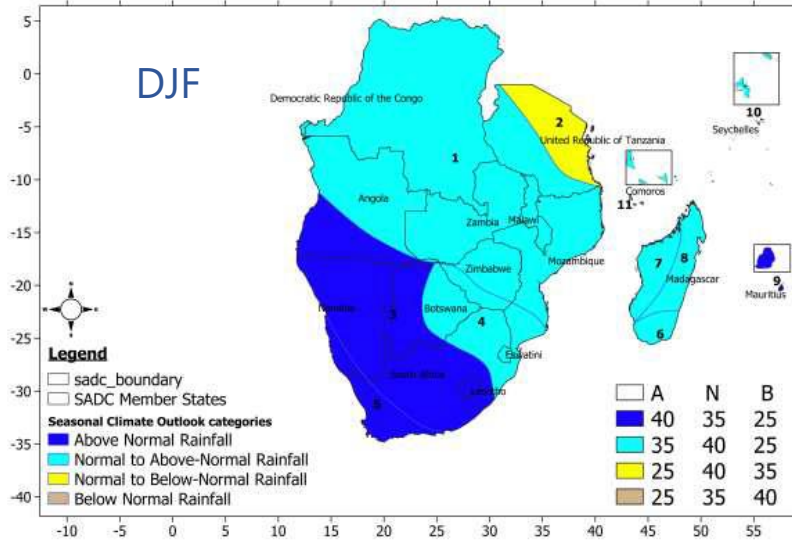 DJF
5
0
-5
-10
-15
-20
-25
-30
-35
-40
Democratic Republic of the Congo
1
2
United Republic of Tanzania
10
Seychelles
Comoros
11
Angola
Zambia
Malawi
Mozambique
Zimbabwe
7
8
Madagascar
6
9
Mauritius
Namibia
3
Botswana
4
Eswatini
South Africa
Lesotho
5
Legend
sadc_boundary
SADC Member States
Seasonal Climate Outlook categories
Above Normal Rainfall
Normal to Above-Normal Rainfall
Normal to Below-Normal Rainfall
Below Normal Rainfall
A N B
40 35 25
35 40 25
25 40 35
25 35 40
-10 -5 0 5 10 15 20 25 30 35 40 45 50 55